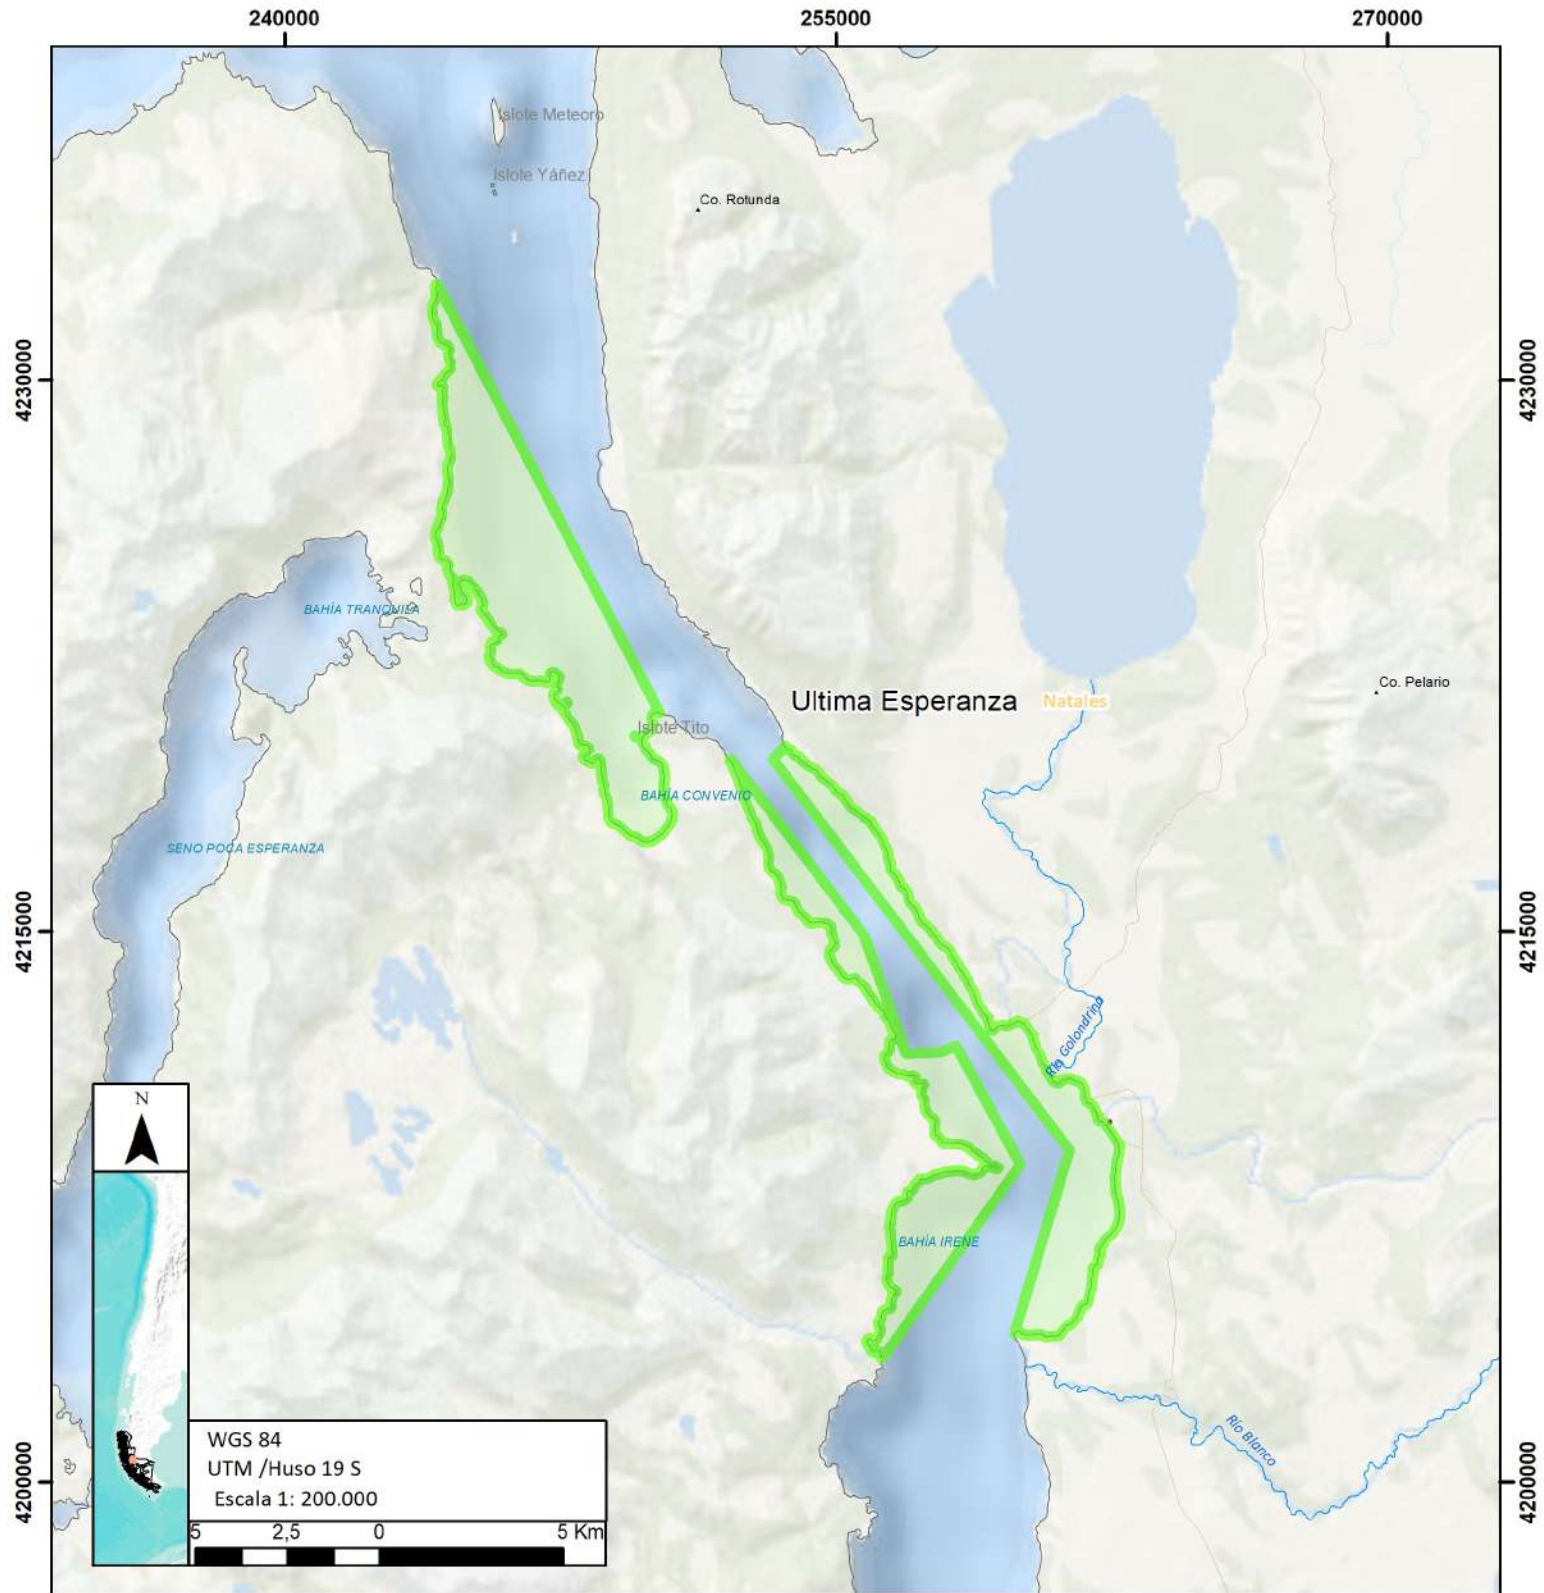 240000 255000 270000
Islote Meteoro
Islote Yáñez
Co. Rotunda
4230000 4230000
BAHÍA TRANQUILA
Co. Pelario
Ultima Esperanza Natales
Islote Tito
BAHÍA CONVENIO
SENO POCA ESPERANZA
4215000 4215000
Río Golondrina
N
BAHÍA IRENE
Río Blanco
WGS 84
UTM /Huso 19 S
Escala 1: 200.000
4200000 4200000
5 2,5 0 5 Km